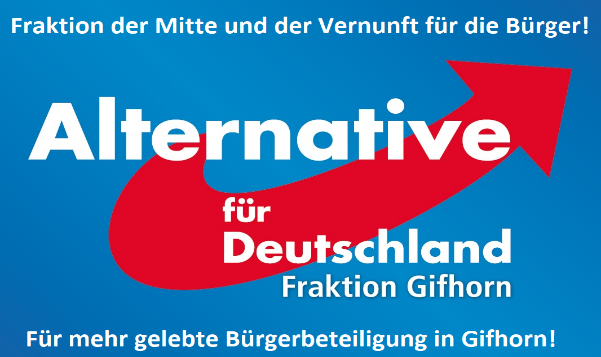 Fraktion der Mitte und der Vernunft für die Bürger!
Alternative
für
Deutschland
Fraktion Gifhorn
Für mehr gelebte Bürgerbeteiligung in Gifhorn!